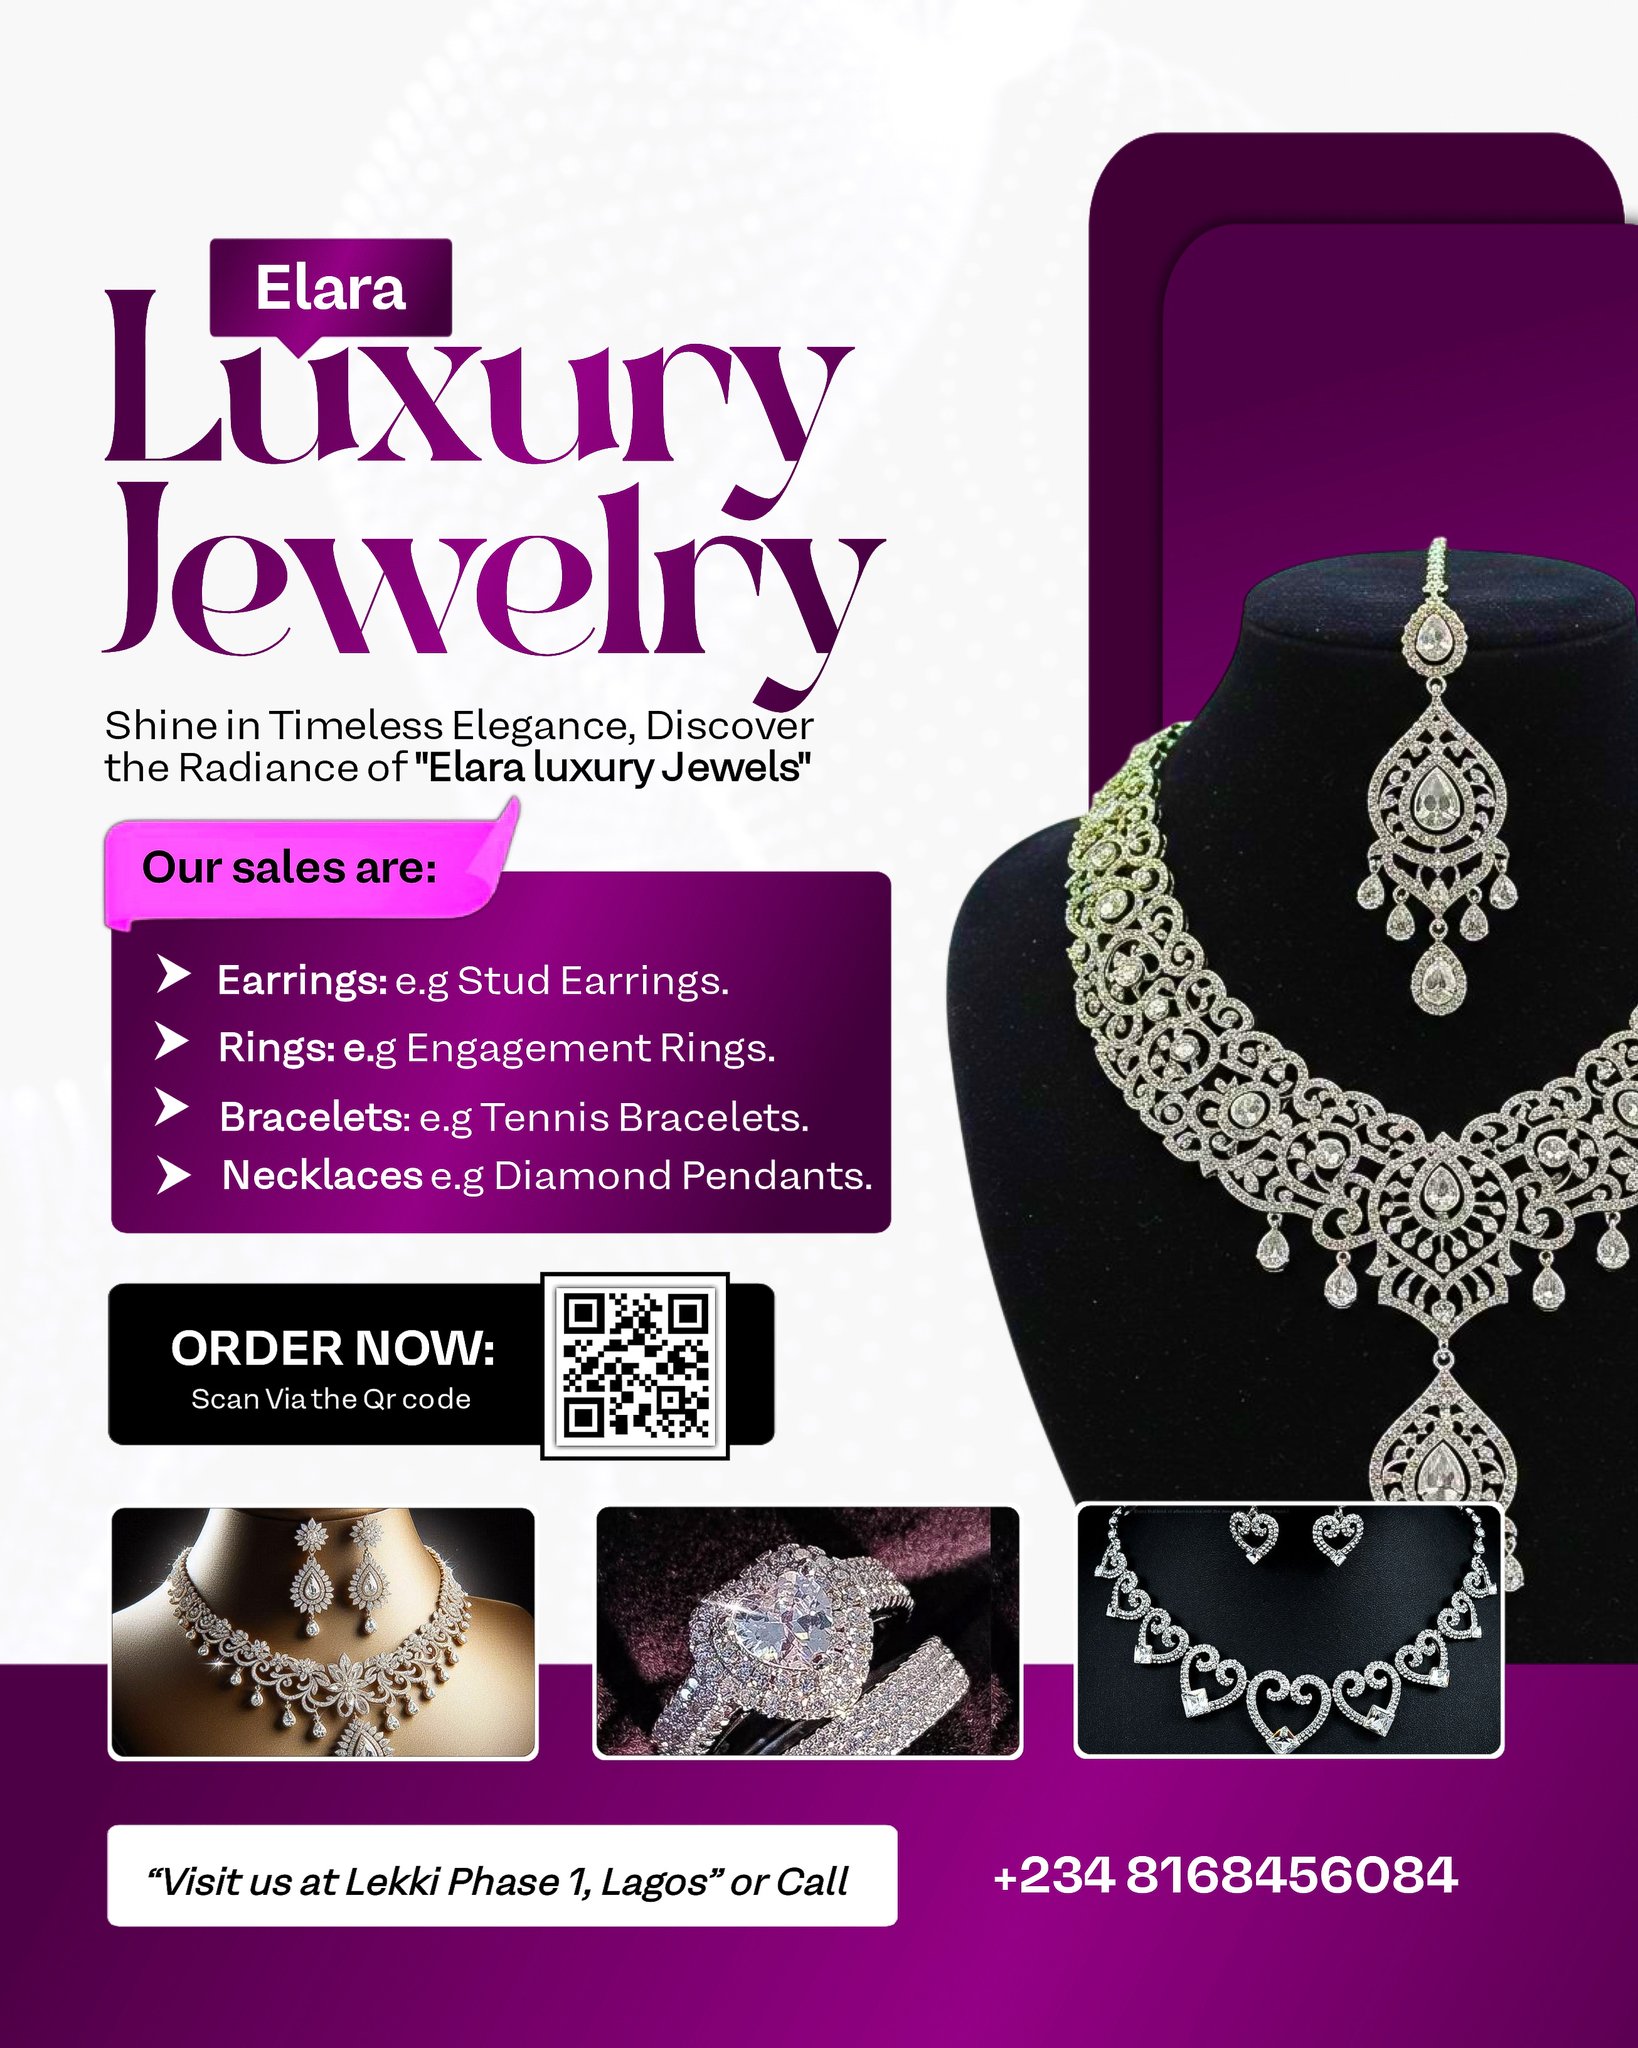 Elara
Luxury
Jewelry
Shine in Timeless Elegance, Discover
the Radiance of "Elara luxury Jewels"
Our sales are:
Earrings: e.g Stud Earrings.
Rings: e.g Engagement Rings.
Bracelets: e.g Tennis Bracelets.
Necklaces e.g Diamond Pendants.
ORDER NOW:
Scan Via the Qr code
“Visit us at Lekki Phase 1, Lagos” or Call
+234 8168456084